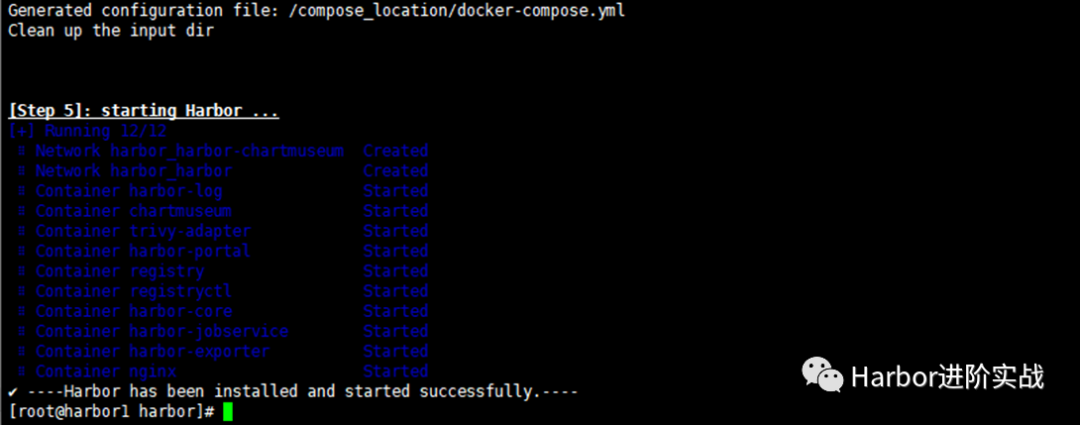 Generated configuration file: /compose_location/docker-compose.yml
Clean up the input dir
[Step 5]: starting Harbor ...
[+] Running 12/12
⠿ Network harbor_harbor-chartmuseum Created
⠿ Network harbor_harbor Created
⠿ Container harbor-log Started
⠿ Container chartmuseum Started
⠿ Container trivy-adapter Started
⠿ Container harbor-portal Started
⠿ Container registry Started
⠿ Container registryctl Started
⠿ Container harbor-core Started
⠿ Container harbor-jobservice Started
⠿ Container harbor-exporter Started
⠿ Container nginx Started
✔ ----Harbor has been installed and started successfully.----
[root@harbor1 harbor]#
Harbor进阶实战